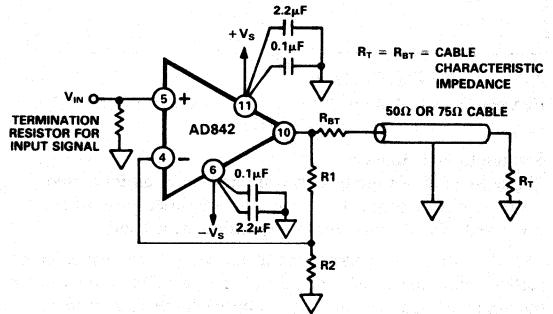 2.2µF
+VS
0.1µF
RT = RBT = CABLE
CHARACTERISTIC
IMPEDANCE
VIN
5
+
11
TERMINATION
RESISTOR FOR
INPUT SIGNAL
AD842
10
RBT
50Ω OR 75Ω CABLE
4
−
6
0.1µF
R1
RT
−VS
2.2µF
R2